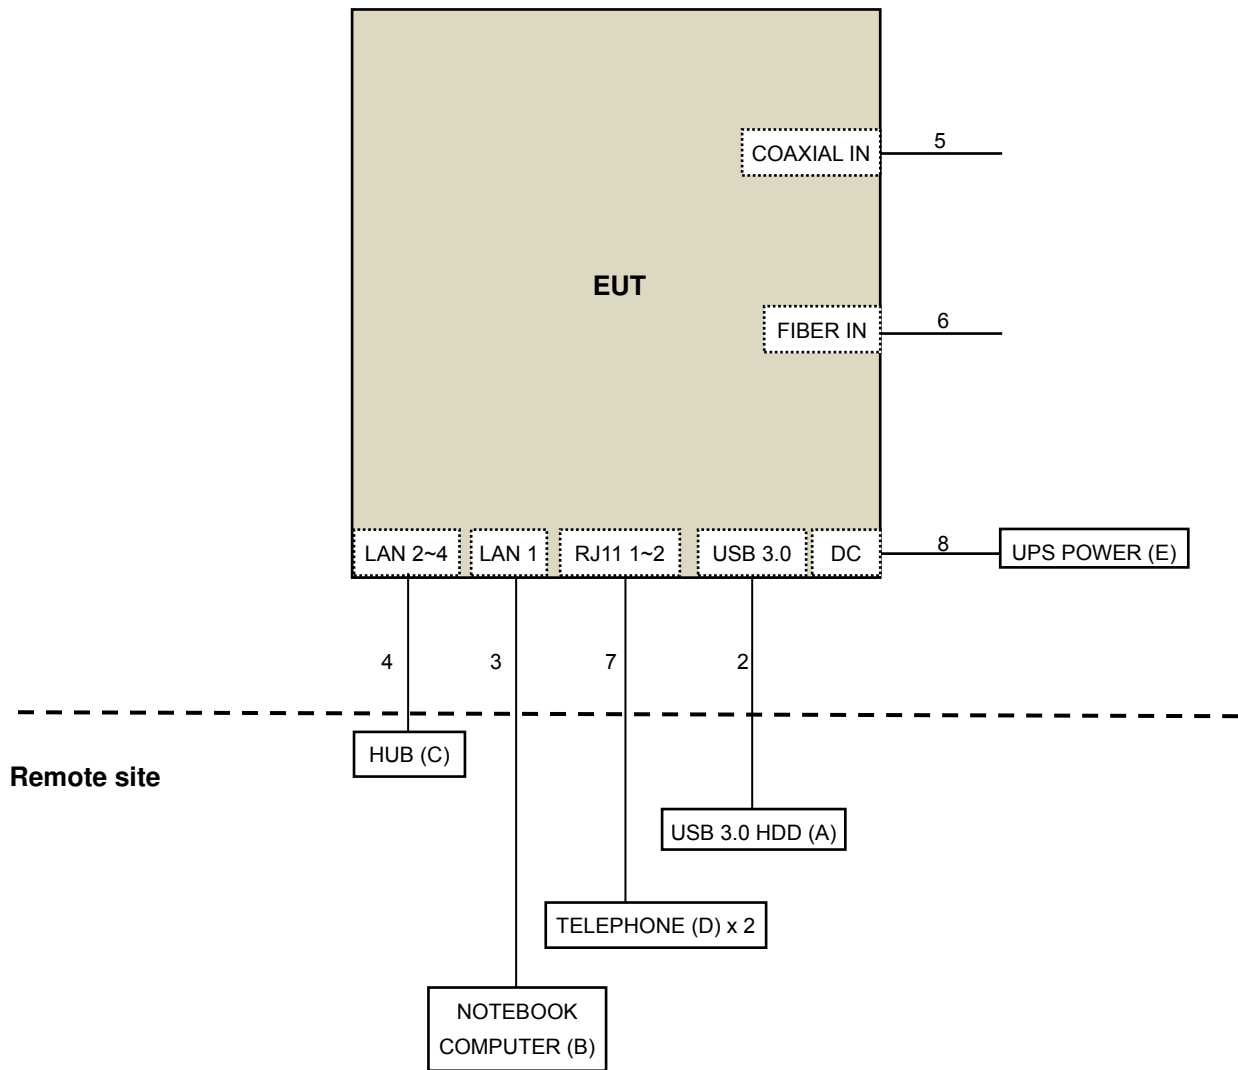 COAXIAL IN
5
EUT
FIBER IN
6
LAN 2~4
LAN 1
RJ11 1~2
USB 3.0
DC
8
UPS POWER (E)
4
3
7
2
HUB (C)
Remote site
USB 3.0 HDD (A)
TELEPHONE (D) x 2
NOTEBOOK
COMPUTER (B)